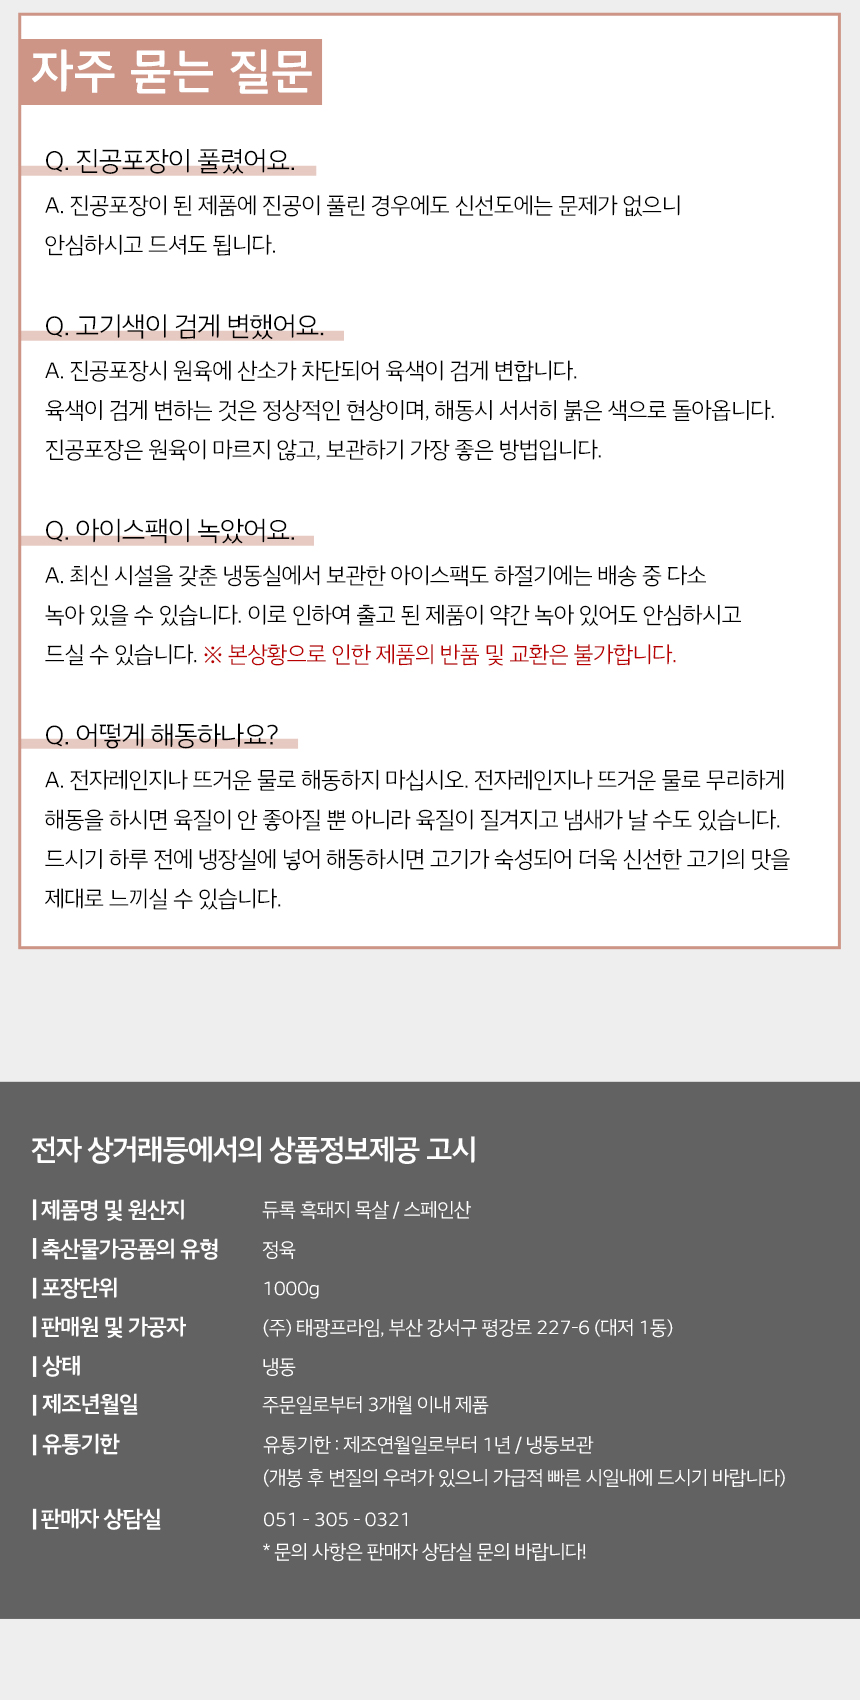 자주 묻는 질문
Q. 진공포장이 풀렸어요.
A. 진공포장이 된 제품에 진공이 풀린 경우에도 신선도에는 문제가 없으니
안심하시고 드셔도 됩니다.
Q. 고기색이 검게 변했어요.
A. 진공포장시 원육에 산소가 차단되어 육색이 검게 변합니다.
육색이 검게 변하는 것은 정상적인 현상이며, 해동시 서서히 붉은 색으로 돌아옵니다.
진공포장은 원육이 마르지 않고, 보관하기 가장 좋은 방법입니다.
Q. 아이스팩이 녹았어요.
A. 최신 시설을 갖춘 냉동실에서 보관한 아이스팩도 하절기에는 배송 중 다소
녹아 있을 수 있습니다. 이로 인하여 출고 된 제품이 약간 녹아 있어도 안심하시고
드실 수 있습니다. ※ 본상황으로 인한 제품의 반품 및 교환은 불가합니다.
Q. 어떻게 해동하나요?
A. 전자레인지나 뜨거운 물로 해동하지 마십시오. 전자레인지나 뜨거운 물로 무리하게
해동을 하시면 육질이 안 좋아질 뿐 아니라 육질이 질겨지고 냄새가 날 수도 있습니다.
드시기 하루 전에 냉장실에 넣어 해동하시면 고기가 숙성되어 더욱 신선한 고기의 맛을
제대로 느끼실 수 있습니다.
전자 상거래등에서의 상품정보제공 고시
|제품명 및 원산지 듀록 흑돼지 목살 / 스페인산
|축산물가공품의 유형 정육
|포장단위 1000g
|판매원 및 가공자 (주) 태광프라임, 부산 강서구 평강로 227-6 (대저 1동)
|상태 냉동
|제조년월일 주문일로부터 3개월 이내 제품
|유통기한 유통기한 : 제조연월일로부터 1년 / 냉동보관
(개봉 후 변질의 우려가 있으니 가급적 빠른 시일내에 드시기 바랍니다)
|판매자 상담실 051 - 305 - 0321
* 문의 사항은 판매자 상담실 문의 바랍니다!